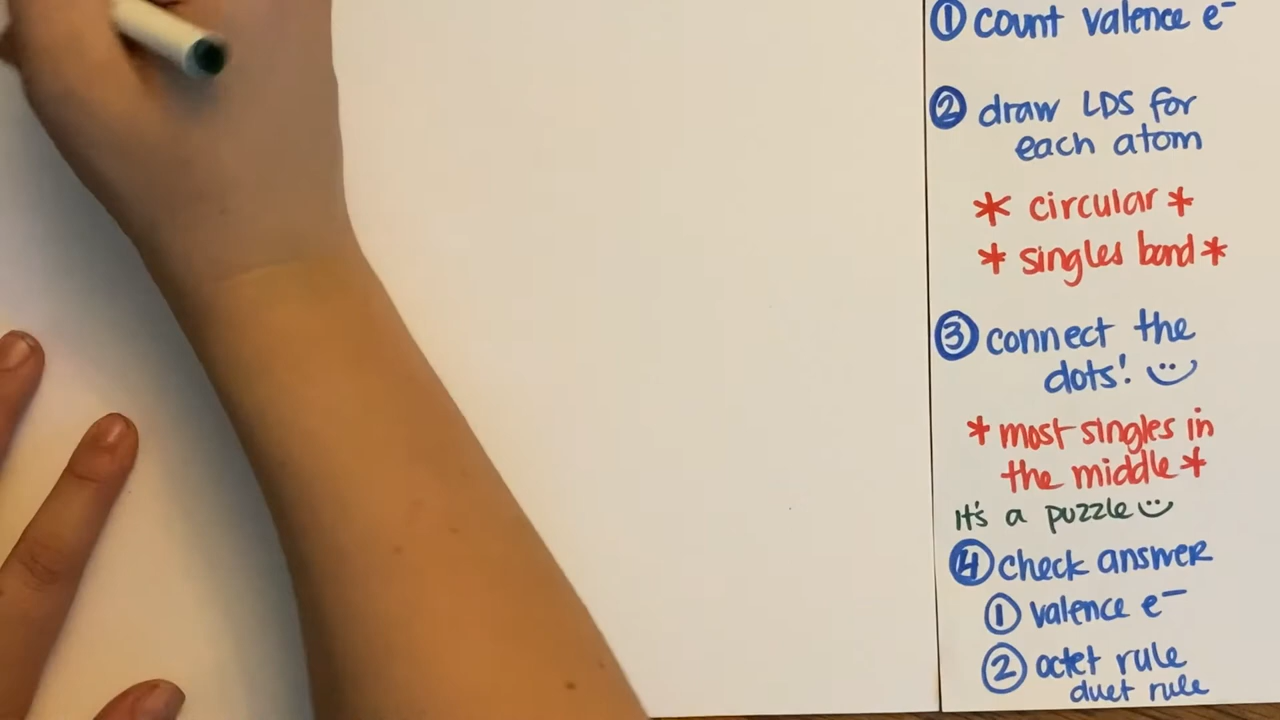 ① count valence e⁻
② draw LDS for
each atom
* circular *
* singles bond *
③ connect the
dots!
* most singles in
the middle *
it's a puzzle
④ check answer
① valence e⁻
② octet rule
duet rule